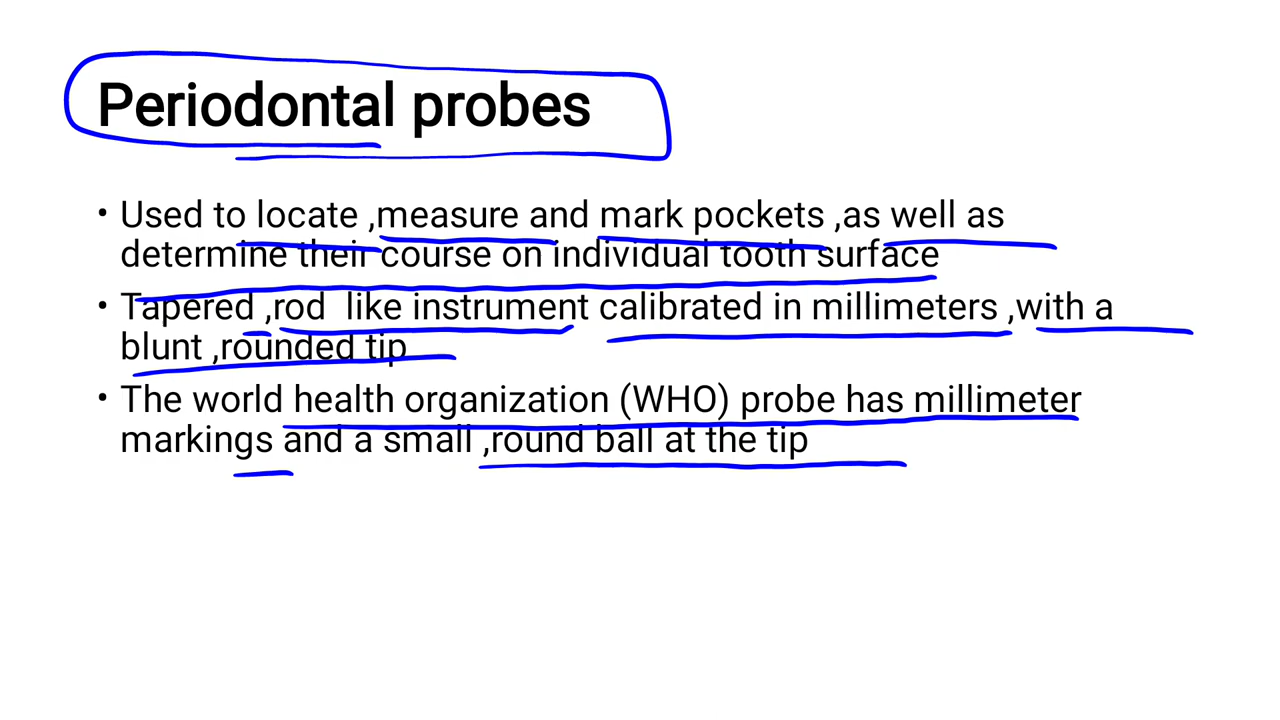 Periodontal probes
• Used to locate ,measure and mark pockets ,as well as
determine their course on individual tooth surface
• Tapered ,rod  like instrument calibrated in millimeters ,with a
blunt ,rounded tip
• The world health organization (WHO) probe has millimeter
markings and a small ,round ball at the tip